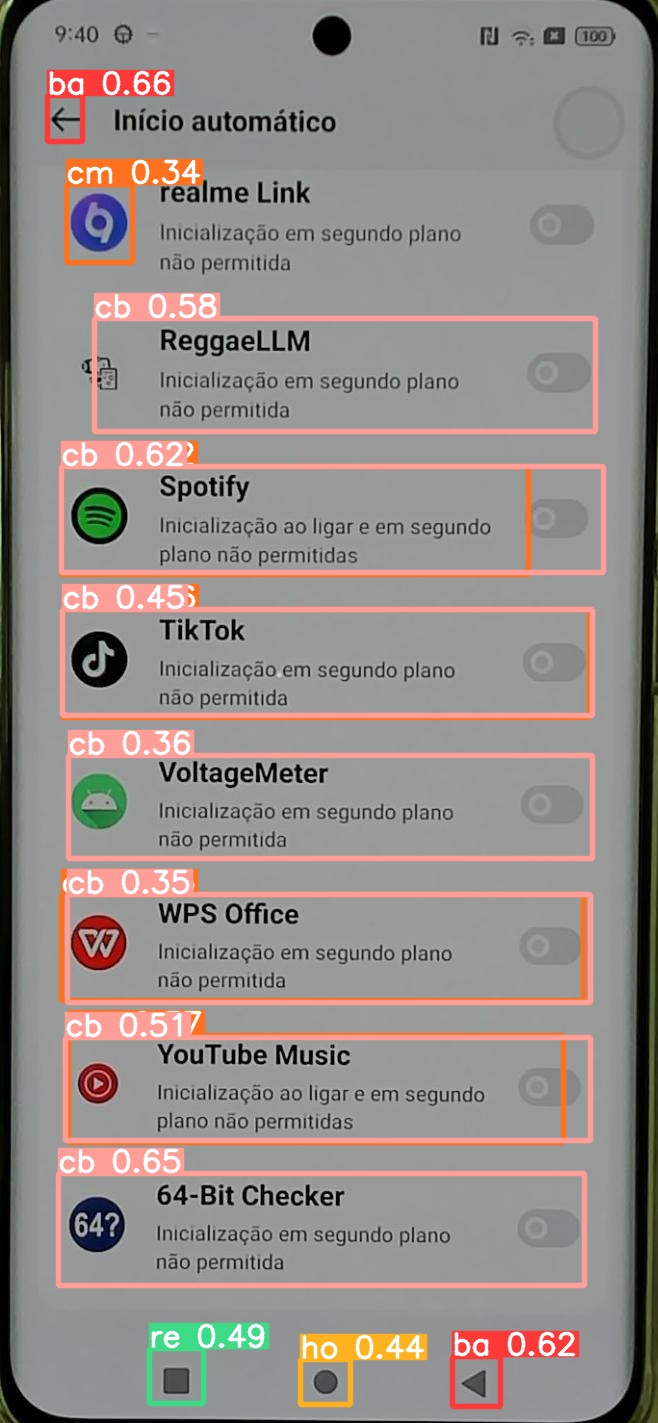 9:40
100
ba 0.66
Início automático
cm 0.34
realme Link
Inicialização em segundo plano
não permitida
cb 0.58
ReggaeLLM
Inicialização em segundo plano
não permitida
cb 0.62
Spotify
Inicialização ao ligar e em segundo
plano não permitidas
cb 0.45
TikTok
Inicialização em segundo plano
não permitida
cb 0.36
VoltageMeter
Inicialização em segundo plano
não permitida
cb 0.35
WPS Office
Inicialização em segundo plano
não permitida
cb 0.51
YouTube Music
Inicialização ao ligar e em segundo
plano não permitidas
cb 0.65
64-Bit Checker
64?
Inicialização em segundo plano
não permitida
re 0.49
ho 0.44
ba 0.62